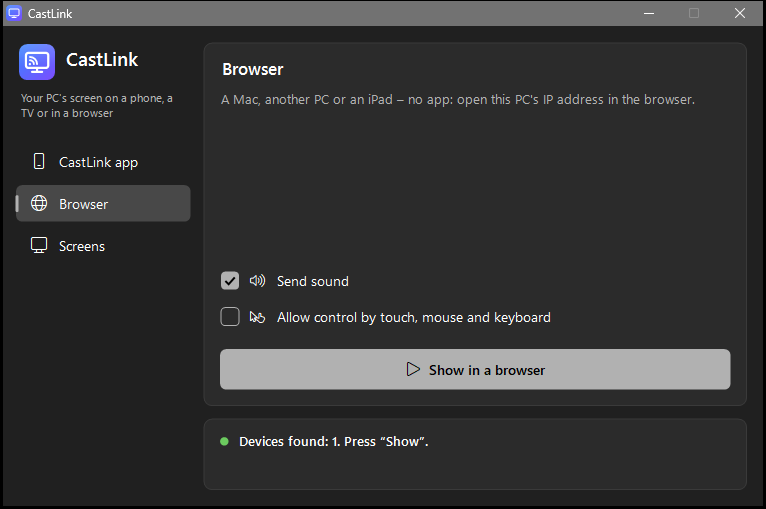 CastLink
CastLink
Your PC's screen on a phone, a
TV or in a browser
CastLink app
Browser
Screens
Browser
A Mac, another PC or an iPad – no app: open this PC's IP address in the browser.
Send sound
Allow control by touch, mouse and keyboard
Show in a browser
Devices found: 1. Press “Show”.